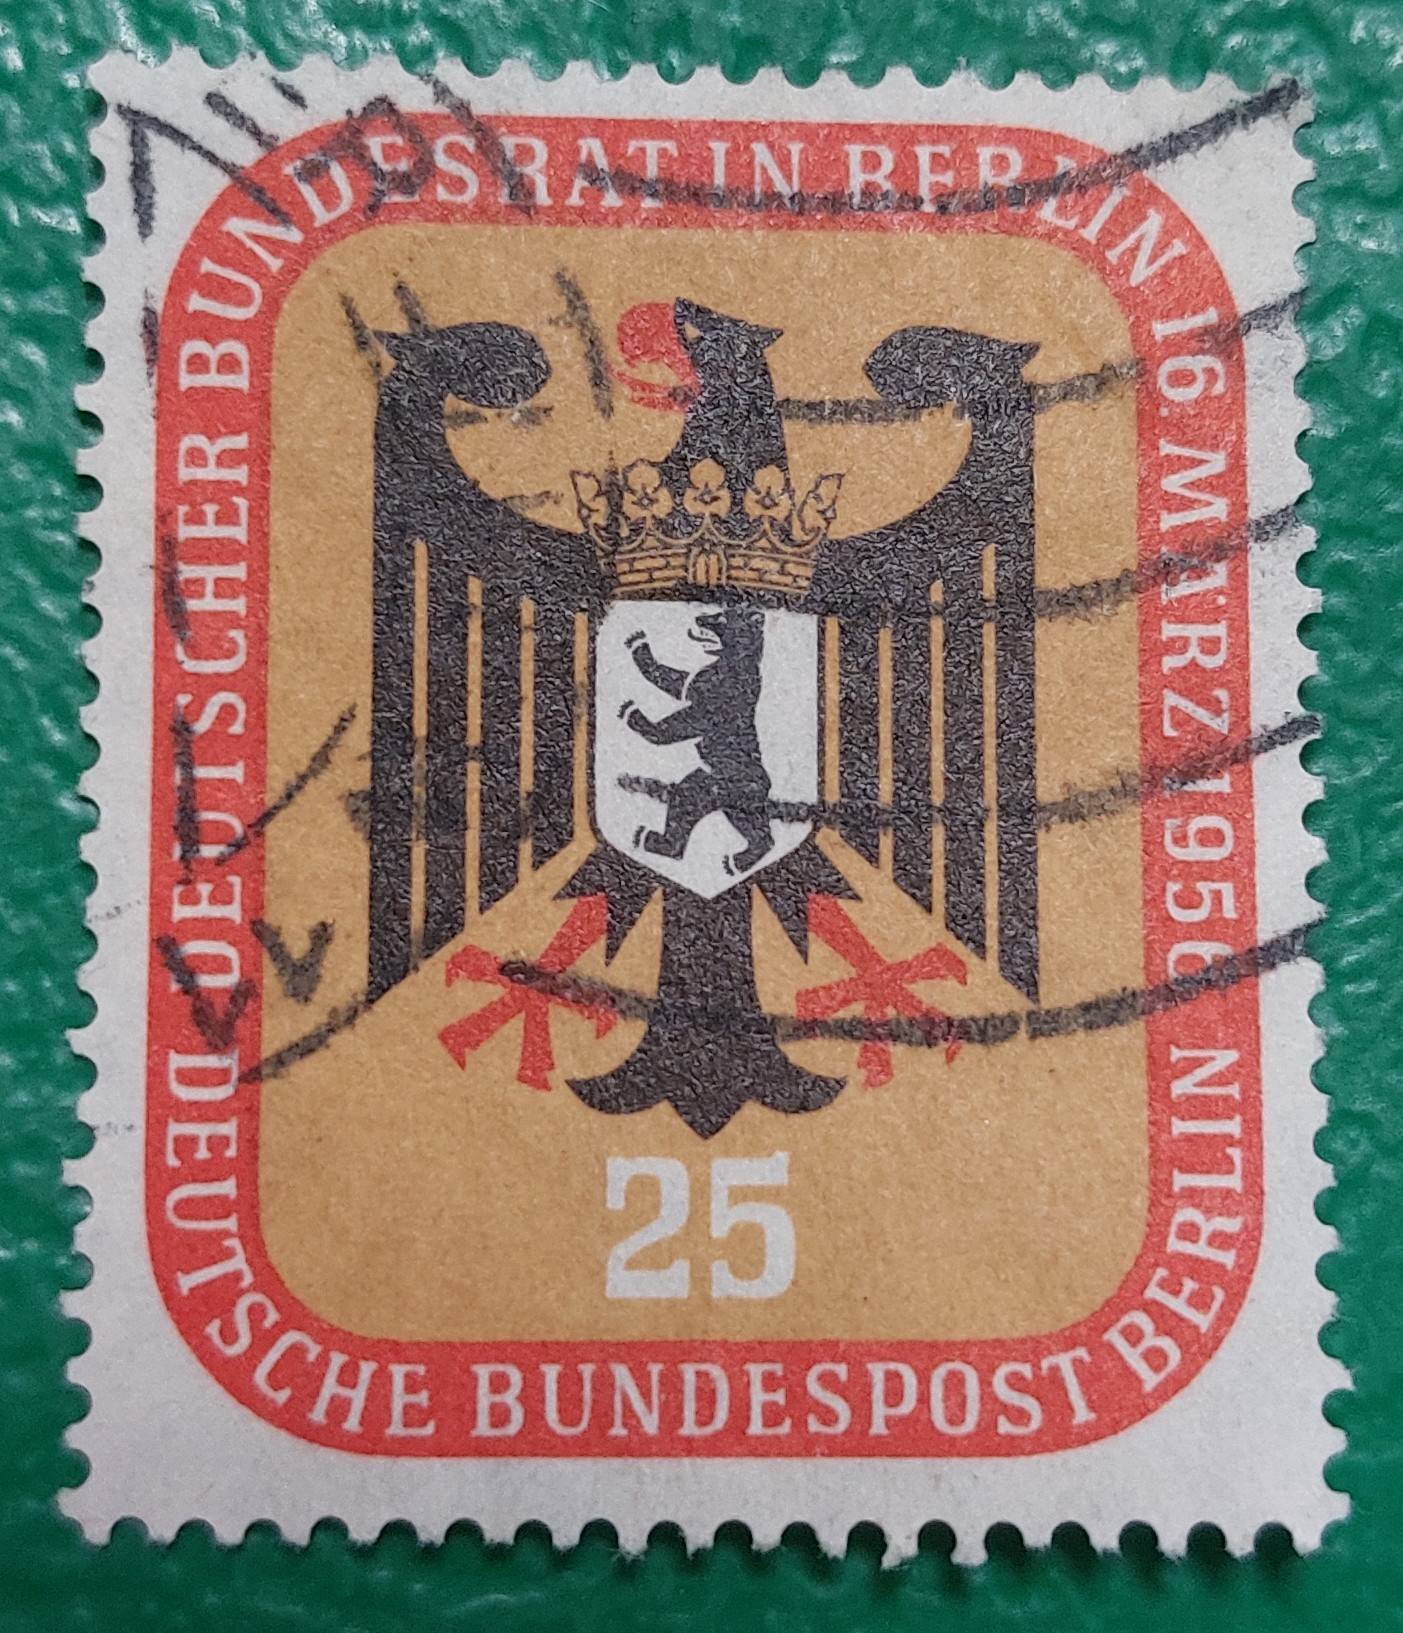 DEUTSCHER BUNDESRAT IN BERLIN 16. MÄRZ 1956
25
DEUTSCHE BUNDESPOST BERLIN